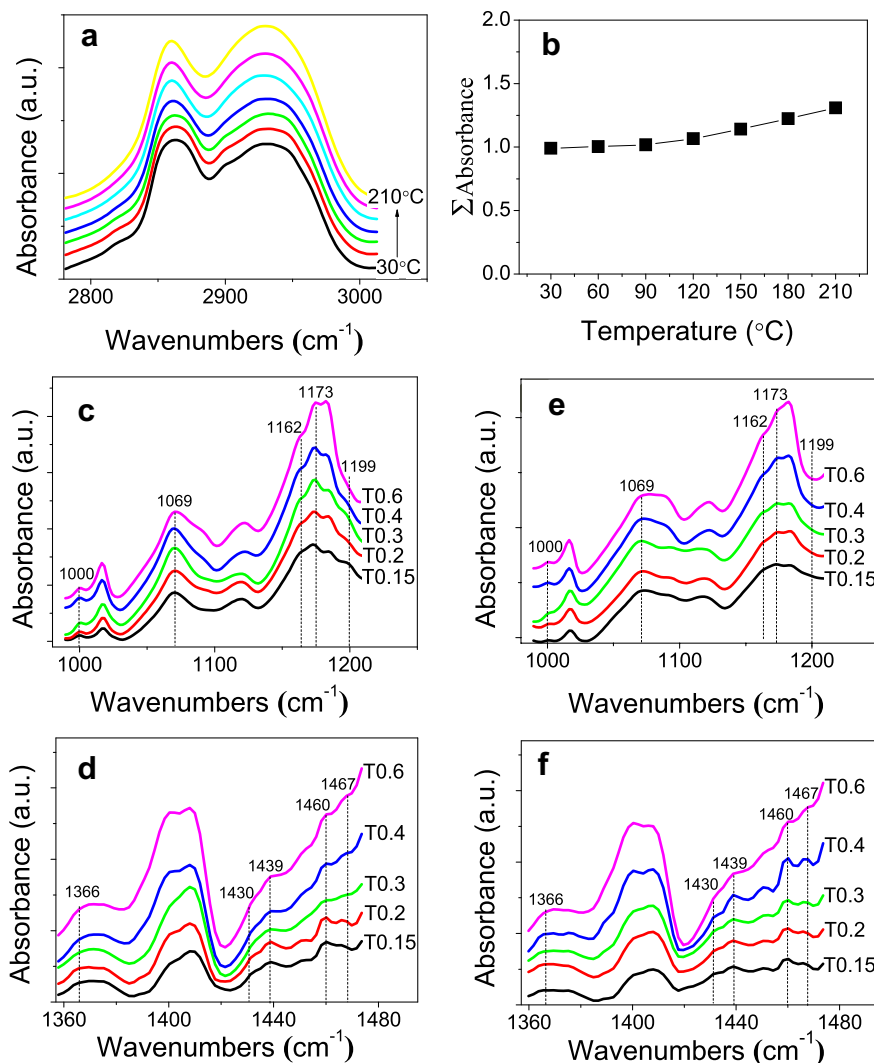 a
Absorbance (a.u.)
210°C
30°C
2800 2900 3000
Wavenumbers (cm-1)
b
ΣAbsorbance
2.0
1.5
1.0
0.5
0.0
30 60 90 120 150 180 210
Temperature (°C)
c
Absorbance (a.u.)
1173
1162
1199
1069
1000
T0.6
T0.4
T0.3
T0.2
T0.15
1000 1100 1200
Wavenumbers (cm-1)
e
Absorbance (a.u.)
1173
1162
1199
1069
1000
T0.6
T0.4
T0.3
T0.2
T0.15
1000 1100 1200
Wavenumbers (cm-1)
d
Absorbance (a.u.)
T0.6
1467
1460
1439
1430
1366
T0.4
T0.3
T0.2
T0.15
1360 1400 1440 1480
Wavenumbers (cm-1)
f
Absorbance (a.u.)
T0.6
1467
1460
1439
1430
1366
T0.4
T0.3
T0.2
T0.15
1360 1400 1440 1480
Wavenumbers (cm-1)